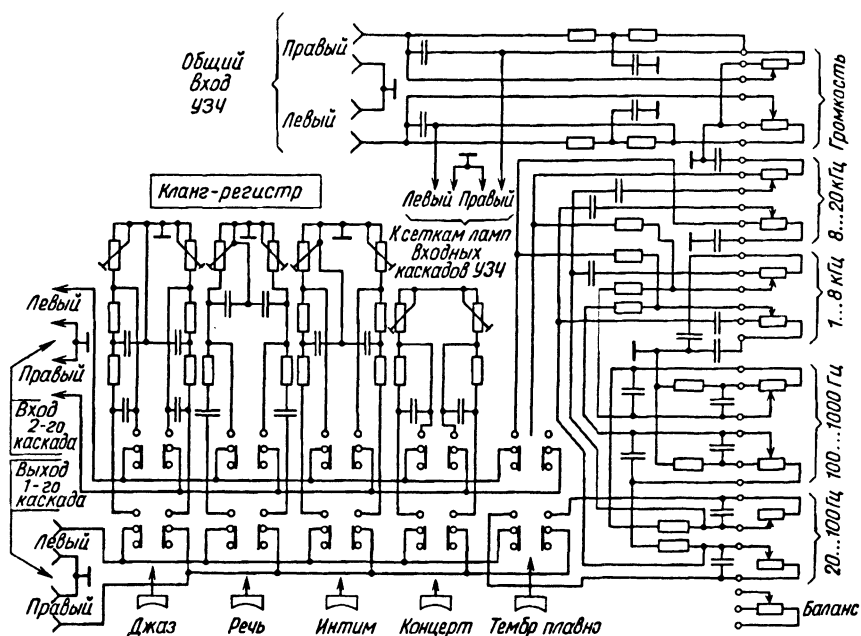 Общий
вход
УЗЧ
Правый
Левый
Громкость
Кланг-регистр
Левый Правый
К сеткам ламп
входных
каскадов УЗЧ
8...20 кГц
1...8 кГц
100...1000 Гц
20...100 Гц
Баланс
Левый
Правый
Вход
2-го
каскада
Выход
1-го
каскада
Левый
Правый
Джаз
Речь
Интим
Концерт
Тембр плавно